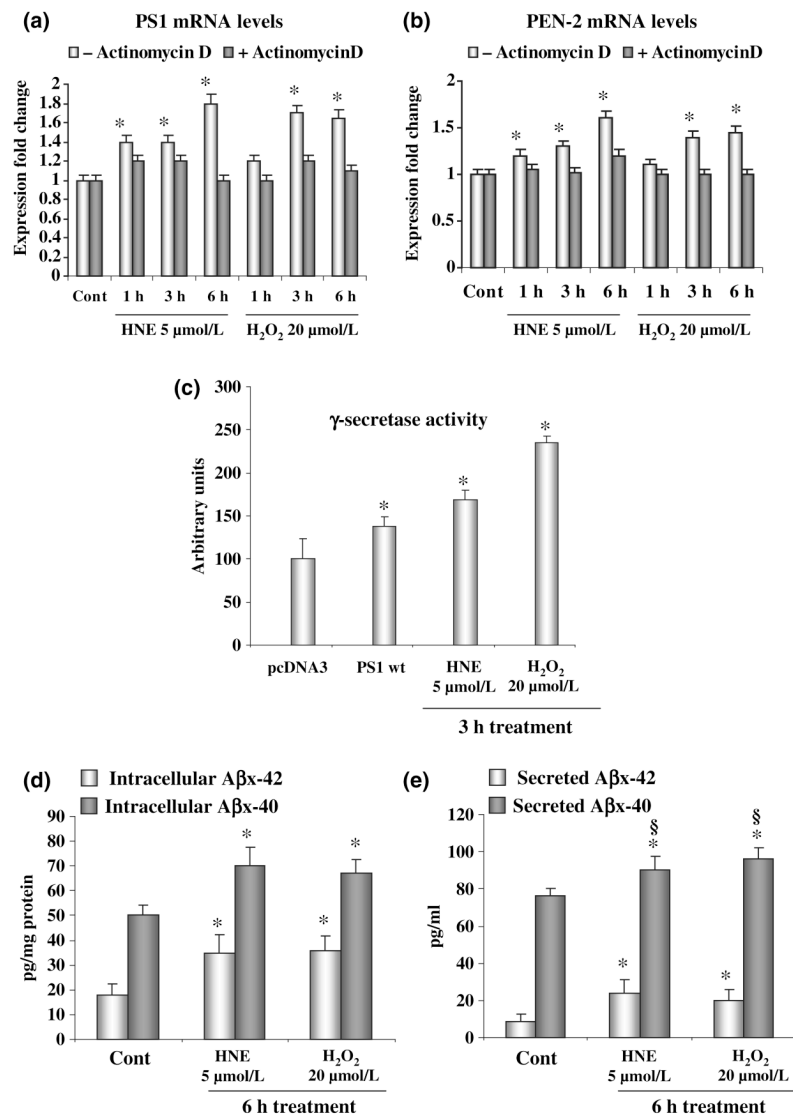 (a) PS1 mRNA levels
– Actinomycin D + ActinomycinD
Expression fold change
2
1.8
1.6
1.4
1.2
1
0.8
0.6
0.4
0.2
0
* * * * *
Cont 1 h 3 h 6 h 1 h 3 h 6 h
HNE 5 µmol/L H₂O₂ 20 µmol/L
(b) PEN-2 mRNA levels
– Actinomycin D + ActinomycinD
Expression fold change
2
1.5
1
0.5
0
* * * * *
Cont 1 h 3 h 6 h 1 h 3 h 6 h
HNE 5 µmol/L H₂O₂ 20 µmol/L
(c)
γ-secretase activity
Arbitrary units
300
250
200
150
100
50
0
* * *
pcDNA3 PS1 wt HNE H₂O₂
5 µmol/L 20 µmol/L
3 h treatment
(d) Intracellular Aβx-42
Intracellular Aβx-40
pg/mg protein
90
80
70
60
50
40
30
20
10
0
* * * *
Cont HNE H₂O₂
5 µmol/L 20 µmol/L
6 h treatment
(e) Secreted Aβx-42
Secreted Aβx-40
pg/ml
120
100
80
60
40
20
0
§ §
* * * *
Cont HNE H₂O₂
5 µmol/L 20 µmol/L
6 h treatment